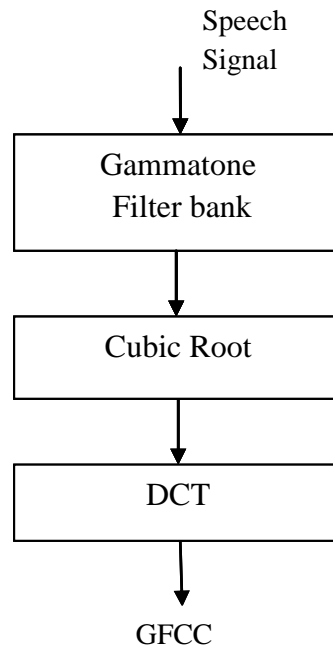 Speech
Signal
Gammatone
Filter bank
Cubic Root
DCT
GFCC